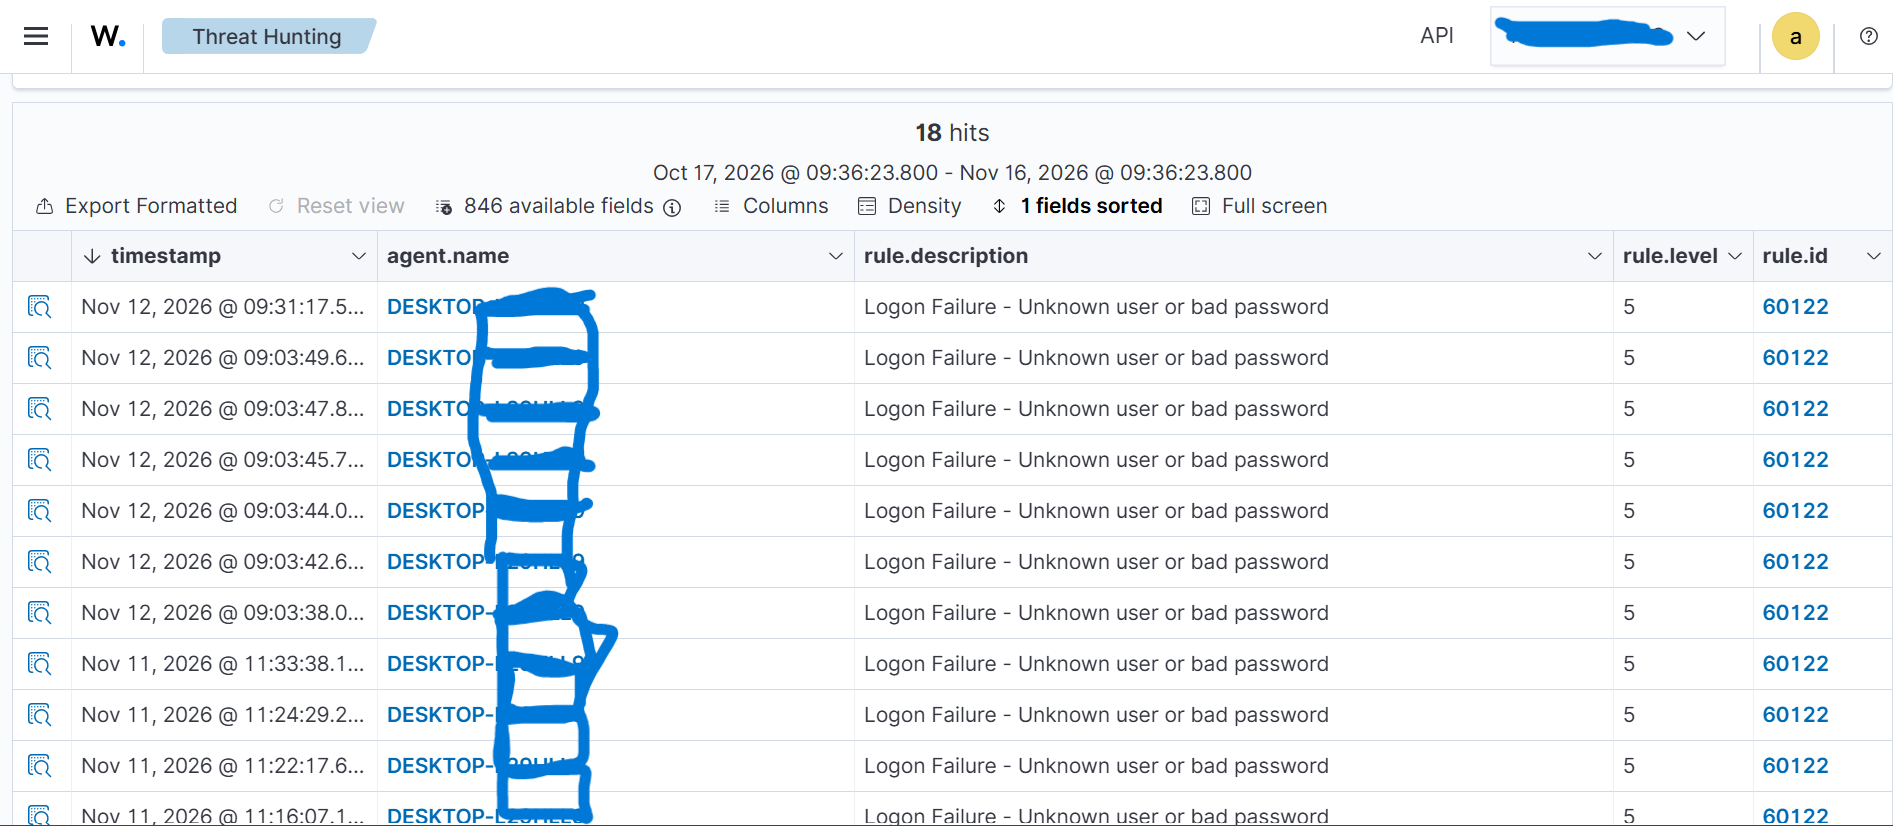 W. Threat Hunting API a
18 hits
Oct 17, 2026 @ 09:36:23.800 - Nov 16, 2026 @ 09:36:23.800
Export Formatted Reset view 846 available fields Columns Density 1 fields sorted Full screen
timestamp agent.name rule.description rule.level rule.id
Nov 12, 2026 @ 09:31:17.5... DESKTOP- Logon Failure - Unknown user or bad password 5 60122
Nov 12, 2026 @ 09:03:49.6... DESKTOP- Logon Failure - Unknown user or bad password 5 60122
Nov 12, 2026 @ 09:03:47.8... DESKTOP- Logon Failure - Unknown user or bad password 5 60122
Nov 12, 2026 @ 09:03:45.7... DESKTOP- Logon Failure - Unknown user or bad password 5 60122
Nov 12, 2026 @ 09:03:44.0... DESKTOP- Logon Failure - Unknown user or bad password 5 60122
Nov 12, 2026 @ 09:03:42.6... DESKTOP- Logon Failure - Unknown user or bad password 5 60122
Nov 12, 2026 @ 09:03:38.0... DESKTOP- Logon Failure - Unknown user or bad password 5 60122
Nov 11, 2026 @ 11:33:38.1... DESKTOP- Logon Failure - Unknown user or bad password 5 60122
Nov 11, 2026 @ 11:24:29.2... DESKTOP- Logon Failure - Unknown user or bad password 5 60122
Nov 11, 2026 @ 11:22:17.6... DESKTOP- Logon Failure - Unknown user or bad password 5 60122
Nov 11, 2026 @ 11:16:07.1... DESKTOP- Logon Failure - Unknown user or bad password 5 60122